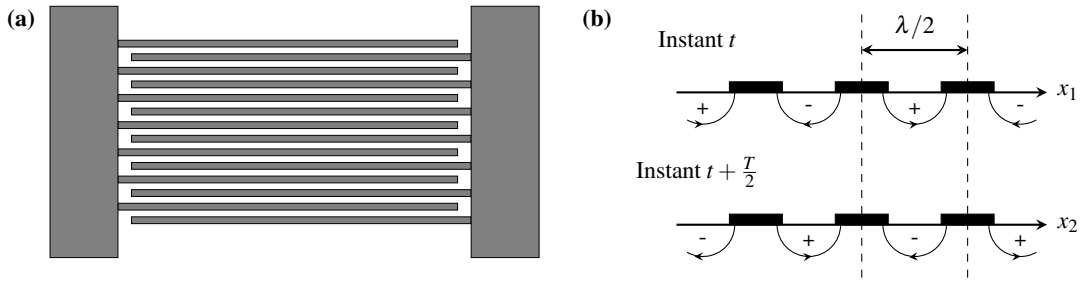 (a)
(b)
Instant t
λ/2
+ - + - x₁
Instant t + T/2
- + - + x₂